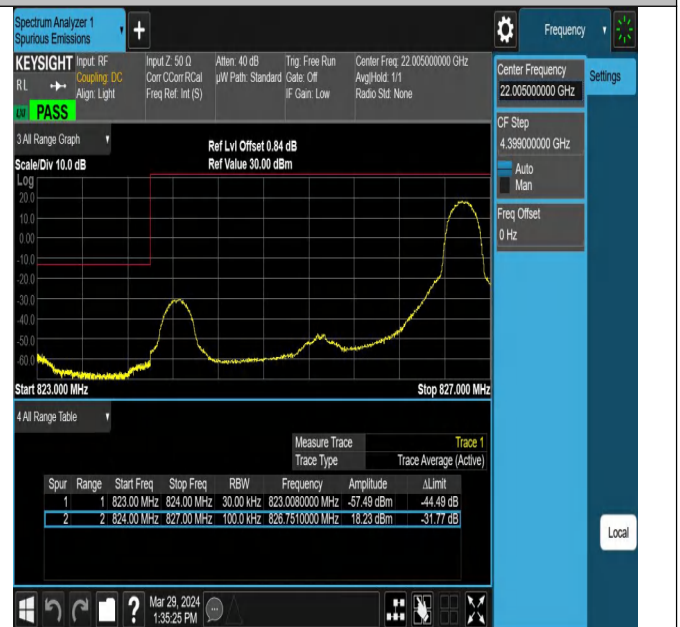 Spectrum Analyzer 1
Spurious Emissions
Frequency
KEYSIGHT
RL
Input: RF
Coupling: DC
Align: Light
Input Z: 50 Ω
Corr CCorr RCal
Freq Ref: Int (S)
Atten: 40 dB
µW Path: Standard
Trig: Free Run
Gate: Off
IF Gain: Low
Center Freq: 22.005000000 GHz
Avg|Hold: 1/1
Radio Std: None
PASS
Center Frequency
22.005000000 GHz
Settings
CF Step
4.399000000 GHz
Auto
Man
Freq Offset
0 Hz
3 All Range Graph
Scale/Div 10.0 dB
Ref Lvl Offset 0.84 dB
Ref Value 30.00 dBm
Log
20.0
10.0
0.00
-10.0
-20.0
-30.0
-40.0
-50.0
-60.0
Start 823.000 MHz
Stop 827.000 MHz
4 All Range Table
Measure Trace Trace 1
Trace Type Trace Average (Active)
Spur Range Start Freq Stop Freq RBW Frequency Amplitude ΔLimit
1 1 823.00 MHz 824.00 MHz 30.00 kHz 823.0080000 MHz -57.49 dBm -44.49 dB
2 2 824.00 MHz 827.00 MHz 100.0 kHz 826.7510000 MHz 18.23 dBm -31.77 dB
Local
?
Mar 29, 2024
1:35:25 PM